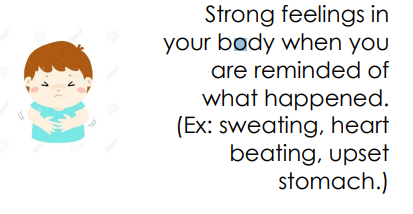 Strong feelings in
your body when you
are reminded of
what happened.
(Ex: sweating, heart
beating, upset
stomach.)